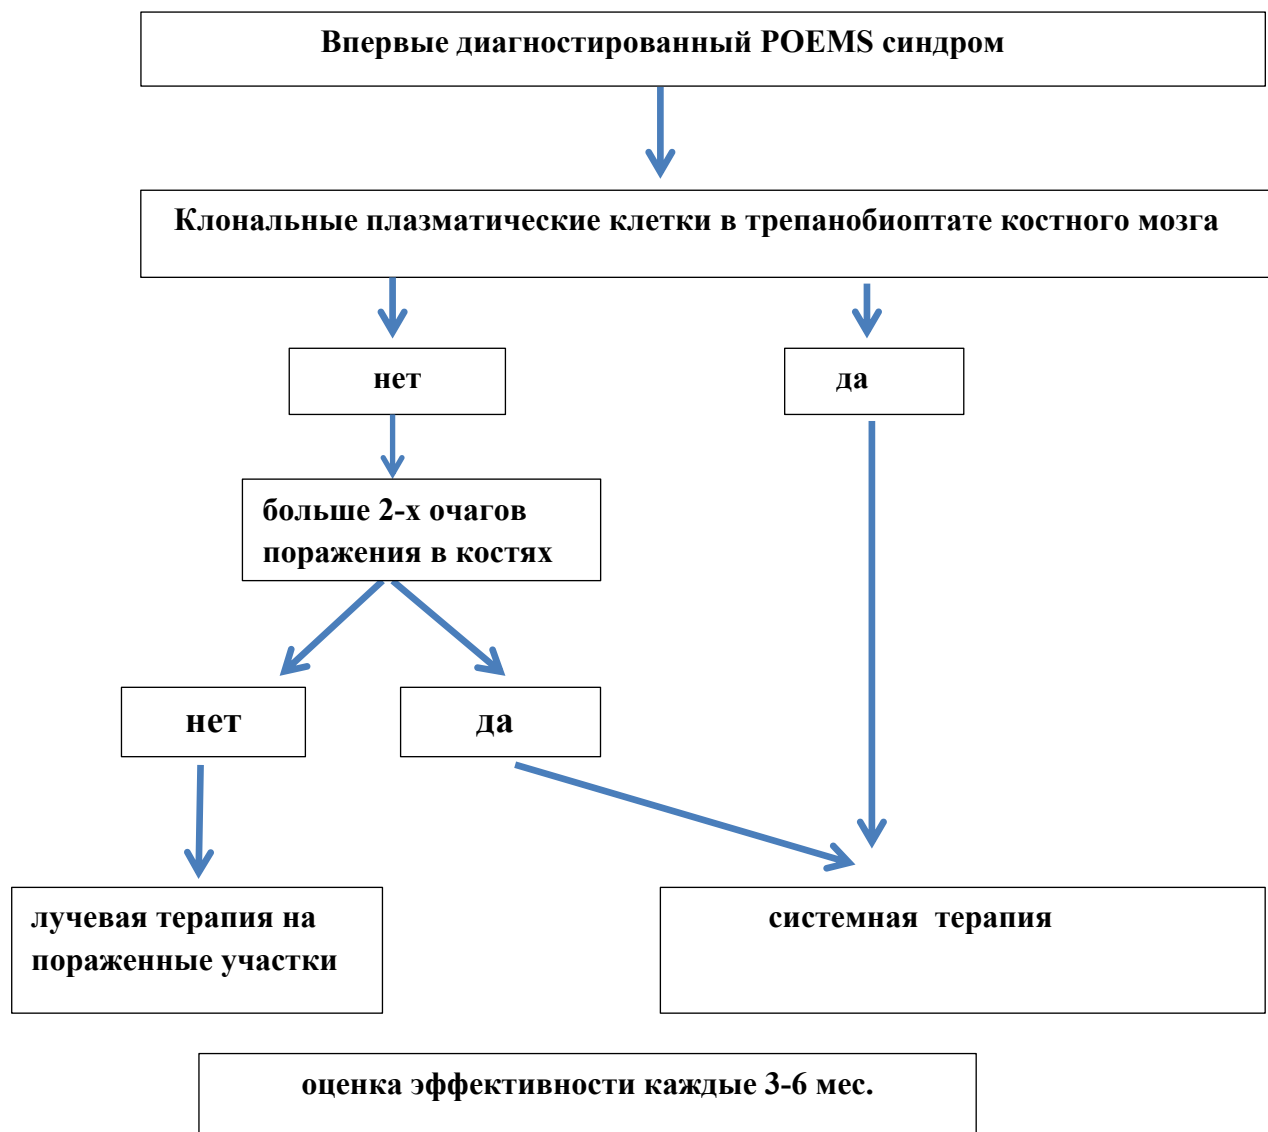 Впервые диагностированный POEMS синдром
Клональные плазматические клетки в трепанобиоптате костного мозга
нет
да
больше 2-х очагов
поражения в костях
нет
да
лучевая терапия на
пораженные участки
системная терапия
оценка эффективности каждые 3-6 мес.